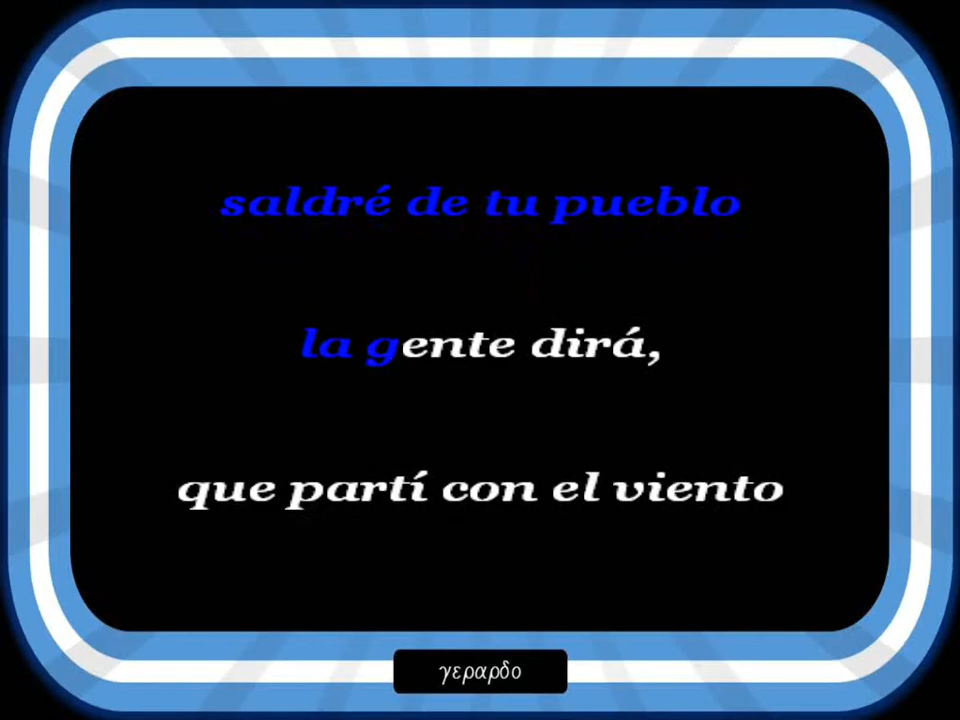 saldré de tu pueblo
la gente dirá,
que partí con el viento
γεραρδο